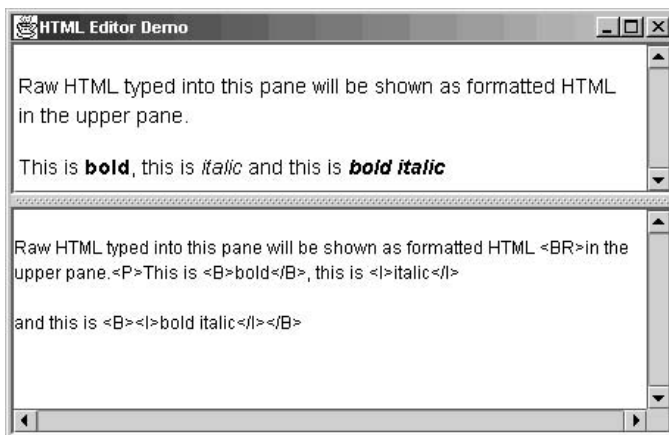 HTML Editor Demo
Raw HTML typed into this pane will be shown as formatted HTML
in the upper pane.
This is bold, this is italic and this is bold italic
Raw HTML typed into this pane will be shown as formatted HTML <BR>in the
upper pane.<P>This is <B>bold</B>, this is <I>italic</I>
and this is <B><I>bold italic</I></B>